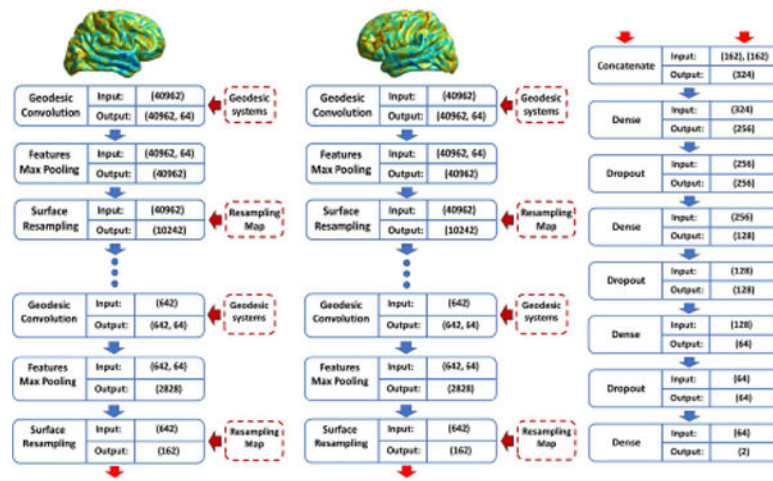 Geodesic Convolution Input: (40962)
Output: (40962, 64)
Geodesic systems
Features Max Pooling Input: (40962, 64)
Output: (40962)
Surface Resampling Input: (40962)
Output: (10242)
Resampling Map
Geodesic Convolution Input: (642)
Output: (642, 64)
Geodesic systems
Features Max Pooling Input: (642, 64)
Output: (2828)
Surface Resampling Input: (642)
Output: (162)
Resampling Map
Geodesic Convolution Input: (40962)
Output: (40962, 64)
Geodesic systems
Features Max Pooling Input: (40962, 64)
Output: (40962)
Surface Resampling Input: (40962)
Output: (10242)
Resampling Map
Geodesic Convolution Input: (642)
Output: (642, 64)
Geodesic systems
Features Max Pooling Input: (642, 64)
Output: (2828)
Surface Resampling Input: (642)
Output: (162)
Resampling Map
Concatenate Input: (162), (162)
Output: (324)
Dense Input: (324)
Output: (256)
Dropout Input: (256)
Output: (256)
Dense Input: (256)
Output: (128)
Dropout Input: (128)
Output: (128)
Dense Input: (128)
Output: (64)
Dropout Input: (64)
Output: (64)
Dense Input: (64)
Output: (2)